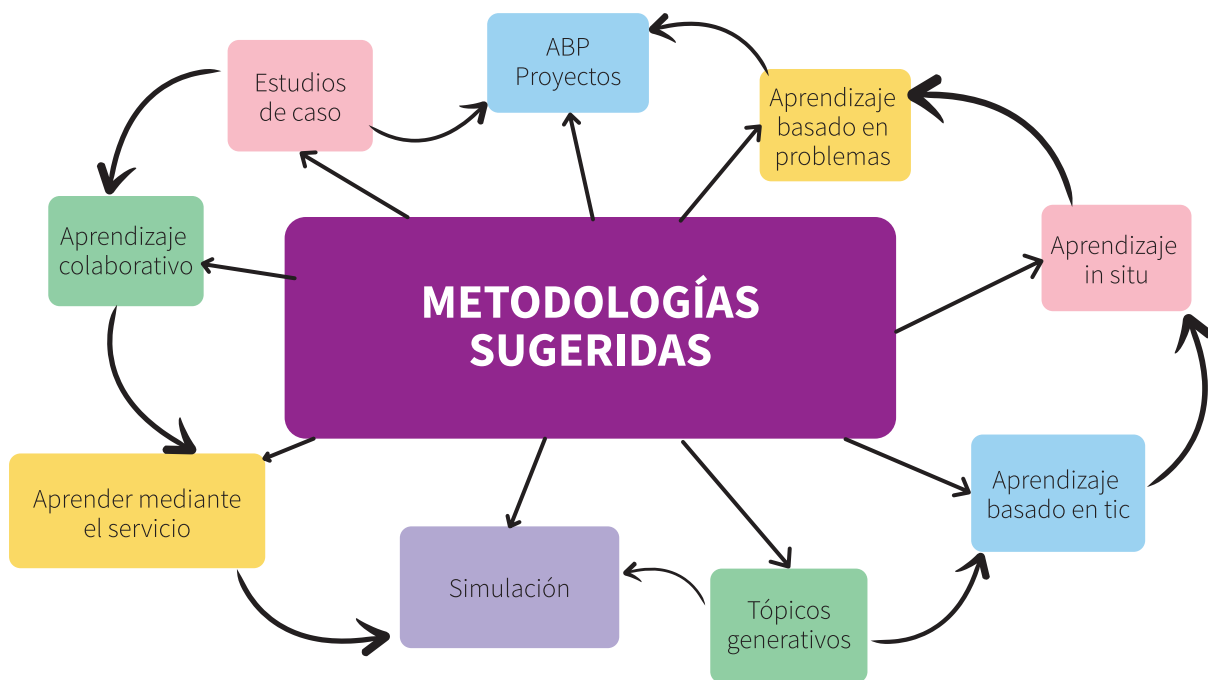 ABP
Proyectos
Estudios
de caso
Aprendizaje
basado en
problemas
Aprendizaje
colaborativo
Aprendizaje
in situ
METODOLOGÍAS
SUGERIDAS
Aprender mediante
el servicio
Aprendizaje
basado en tic
Simulación
Tópicos
generativos